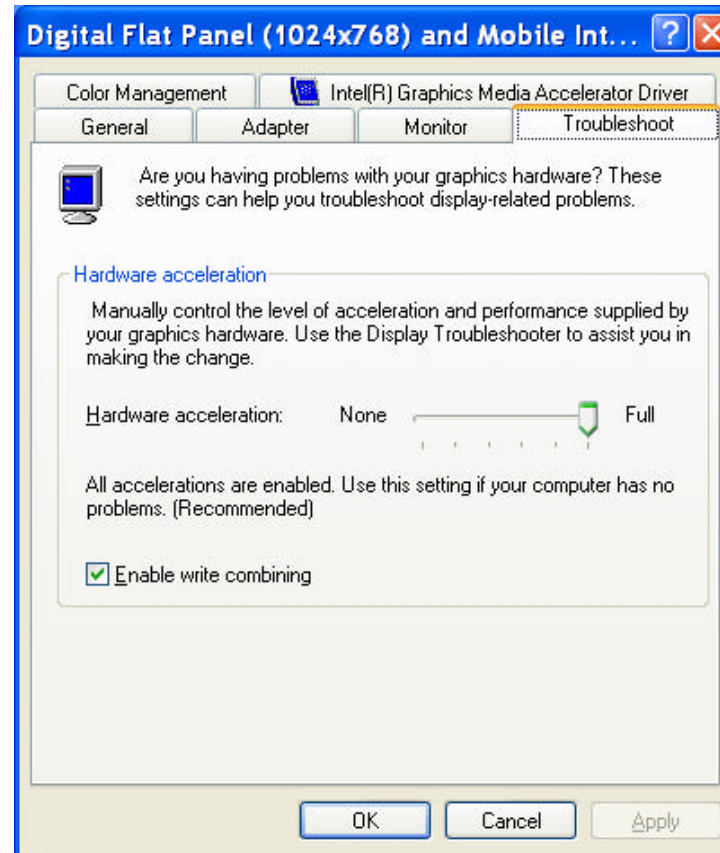 Digital Flat Panel (1024x768) and Mobile Int...
Color Management
Intel(R) Graphics Media Accelerator Driver
General
Adapter
Monitor
Troubleshoot
Are you having problems with your graphics hardware? These
settings can help you troubleshoot display-related problems.
Hardware acceleration
Manually control the level of acceleration and performance supplied by
your graphics hardware. Use the Display Troubleshooter to assist you in
making the change.
Hardware acceleration: None Full
All accelerations are enabled. Use this setting if your computer has no
problems. (Recommended)
Enable write combining
OK
Cancel
Apply